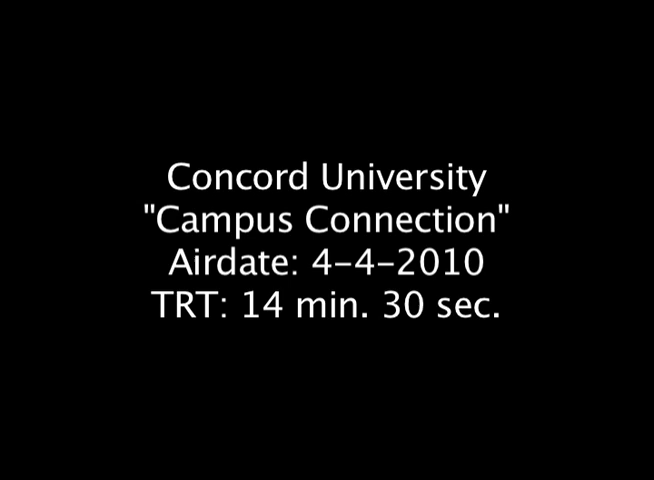 Concord University
"Campus Connection"
Airdate: 4-4-2010
TRT: 14 min. 30 sec.